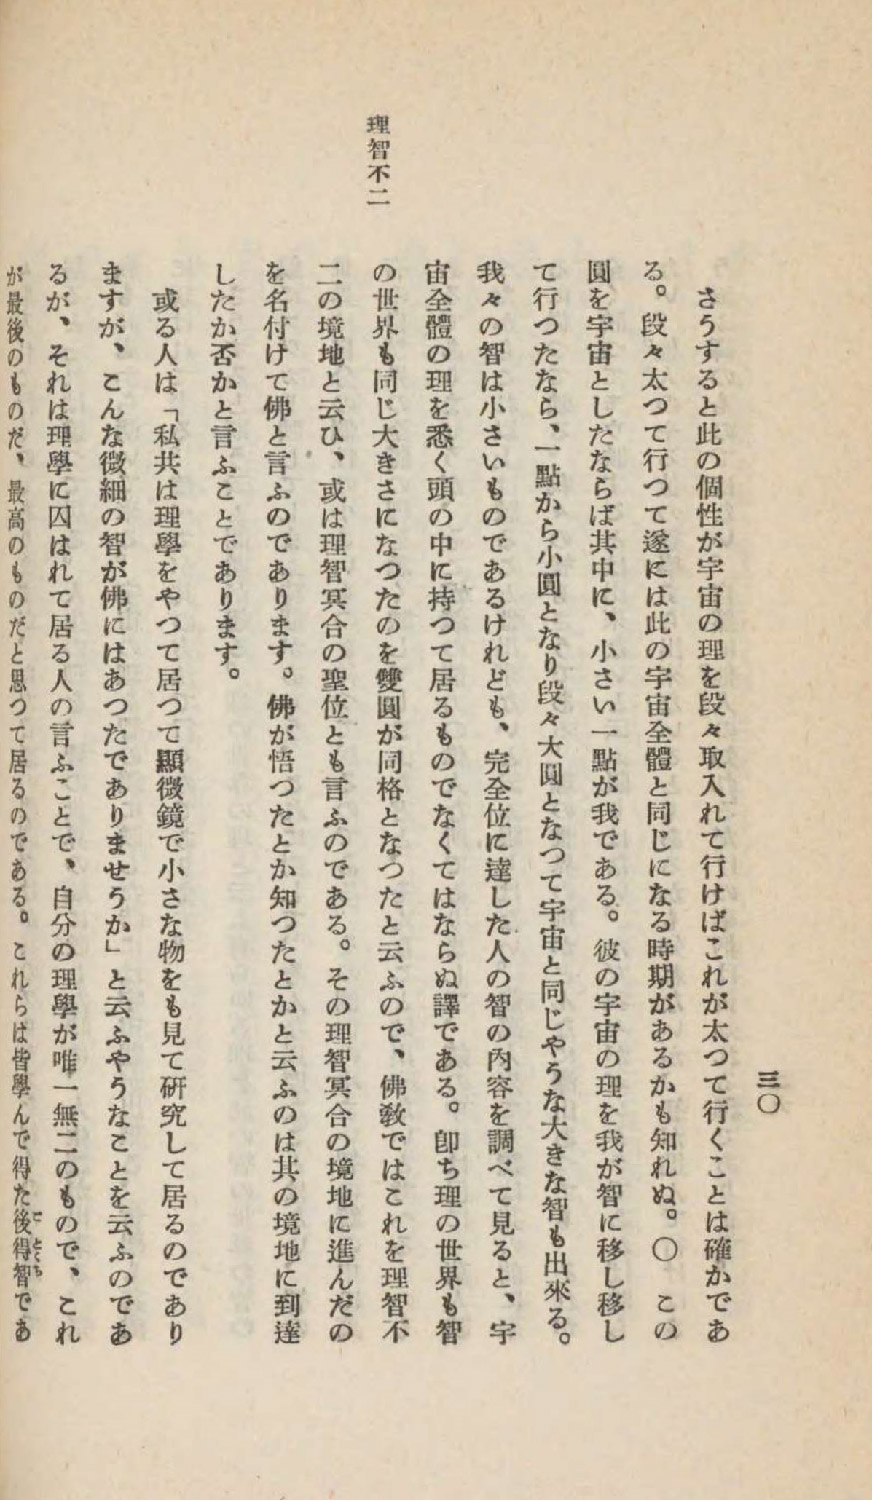 三〇
さうすると此の個性が宇宙の理を段々取入れて行けばこれが太つて行くことは確かであ
る。段々太つて行つて遂には此の宇宙全體と同じになる時期があるかも知れぬ。〇　この
圓を宇宙としたならば其中に、小さい一點が我である。彼の宇宙の理を我が智に移し移し
て行つたなら、一點から小圓となり段々大圓となつて宇宙と同じやうな大きな智も出來る。
我々の智は小さいものであるけれども、完全位に達した人の智の內容を調べて見ると、宇
宙全體の理を悉く頭の中に持つて居るものでなくてはならぬ譯である。卽ち理の世界も智
の世界も同じ大きさになつたのを雙圓が同格となつたと云ふので、佛敎ではこれを理智不
理智不二
二の境地と云ひ、或は理智冥合の聖位とも言ふのである。その理智冥合の境地に進んだの
を名付けて佛と言ふのであります。佛が悟つたとか知つたとかと云ふのは其の境地に到達
したか否かと言ふことであります。
或る人は「私共は理學をやつて居つて顯微鏡で小さな物をも見て硏究して居るのであり
ますが、こんな微細の智が佛にはあつたでありませうか」と云ふやうなことを云ふのであ
るが、それは理學に囚はれて居る人の言ふことで、自分の理學が唯一無二のもので、これ
が最後のものだ、最高のものだと思つて居るのである。これらは皆學んで得た後得智であ
ごとくち